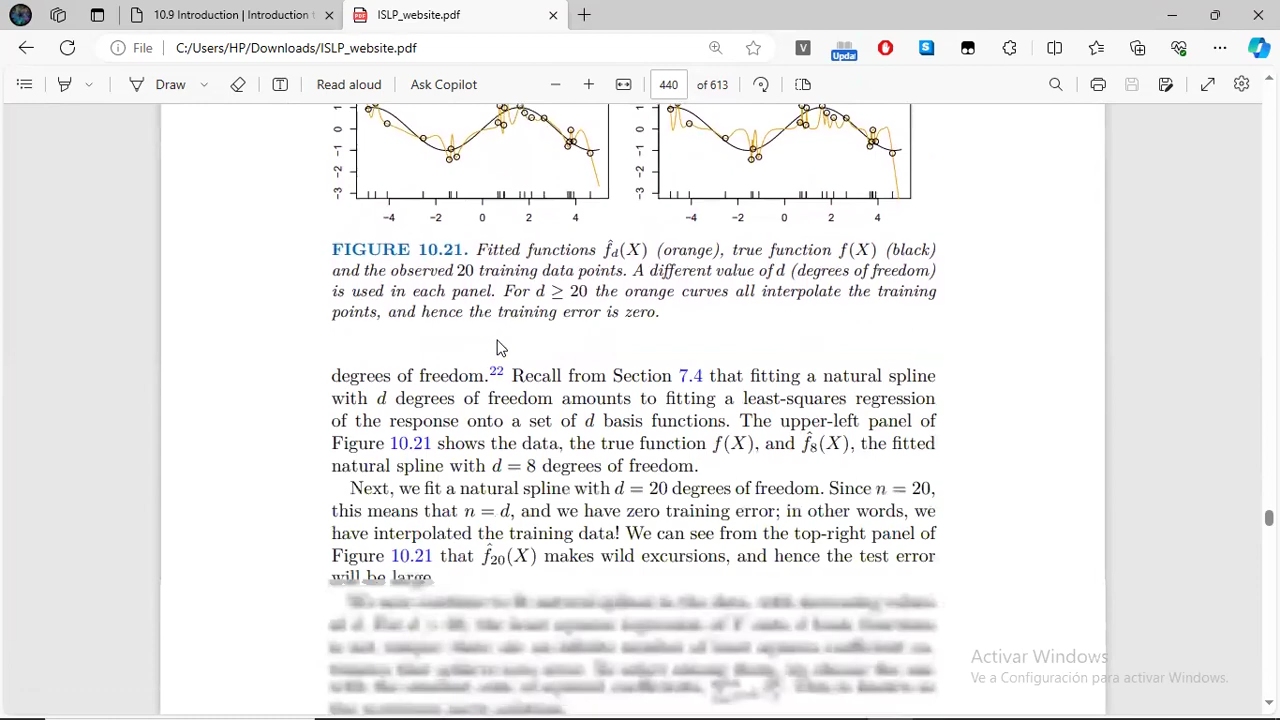 10.9 Introduction | Introduction t
ISLP_website.pdf
File
C:/Users/HP/Downloads/ISLP_website.pdf
V
Updat
S
Draw
Read aloud
Ask Copilot
440 of 613
1 0 −1 −2 −3
−4 −2 0 2 4
1 0 −1 −2 −3
−4 −2 0 2 4
FIGURE 10.21. Fitted functions f̂d(X) (orange), true function f(X) (black)
and the observed 20 training data points. A different value of d (degrees of freedom)
is used in each panel. For d ≥ 20 the orange curves all interpolate the training
points, and hence the training error is zero.
degrees of freedom.22 Recall from Section 7.4 that fitting a natural spline
with d degrees of freedom amounts to fitting a least-squares regression
of the response onto a set of d basis functions. The upper-left panel of
Figure 10.21 shows the data, the true function f(X), and f̂8(X), the fitted
natural spline with d = 8 degrees of freedom.
Next, we fit a natural spline with d = 20 degrees of freedom. Since n = 20,
this means that n = d, and we have zero training error; in other words, we
have interpolated the training data! We can see from the top-right panel of
Figure 10.21 that f̂20(X) makes wild excursions, and hence the test error
will be large.
Activar Windows
Ve a Configuración para activar Windows.